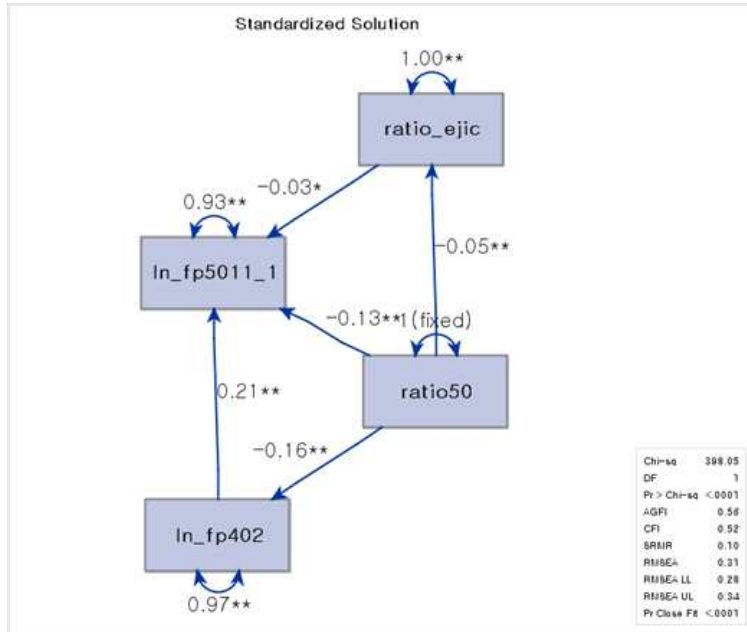 Standardized Solution
1.00**
ratio_ejic
-0.03*
0.93**
ln_fp5011_1
-0.05**
-0.13**
1(fixed)
ratio50
0.21**
-0.16**
ln_fp402
0.97**
Chi-sq 398.05
DF 1
Pr > Chi-sq <.0001
AGFI 0.56
CFI 0.52
SRMR 0.10
RMSEA 0.31
RMSEA LL 0.28
RMSEA UL 0.34
Pr Close Fit <.0001